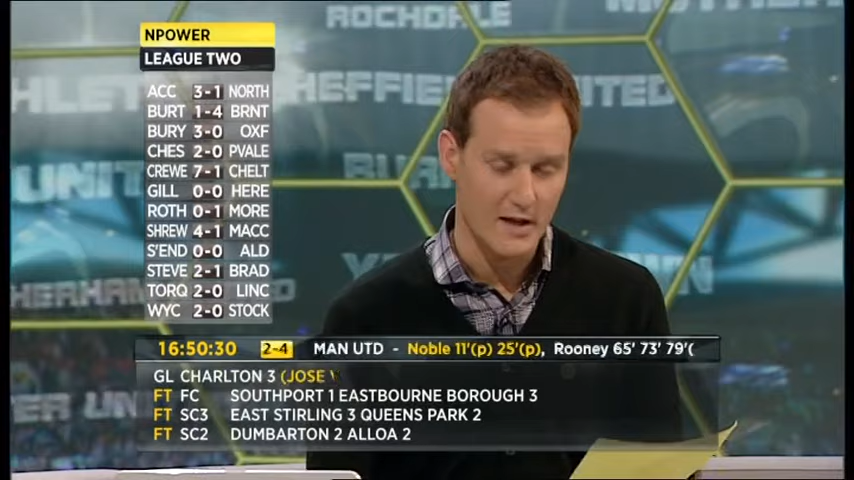 ROCHDALE
NPOWER
LEAGUE TWO
ACC 3-1 NORTH
BURT 1-4 BRNT
BURY 3-0 OXF
CHES 2-0 PVALE
CREWE 7-1 CHELT
GILL 0-0 HERE
ROTH 0-1 MORE
SHREW 4-1 MACC
S'END 0-0 ALD
STEVE 2-1 BRAD
TORQ 2-0 LINC
WYC 2-0 STOCK
SHEFFIELD UNITED
UNITED
16:50:30 2-4 MAN UTD - Noble 11'(p) 25'(p), Rooney 65' 73' 79'(
GL CHARLTON 3 (JOSE
FT FC SOUTHPORT 1 EASTBOURNE BOROUGH 3
FT SC3 EAST STIRLING 3 QUEENS PARK 2
FT SC2 DUMBARTON 2 ALLOA 2